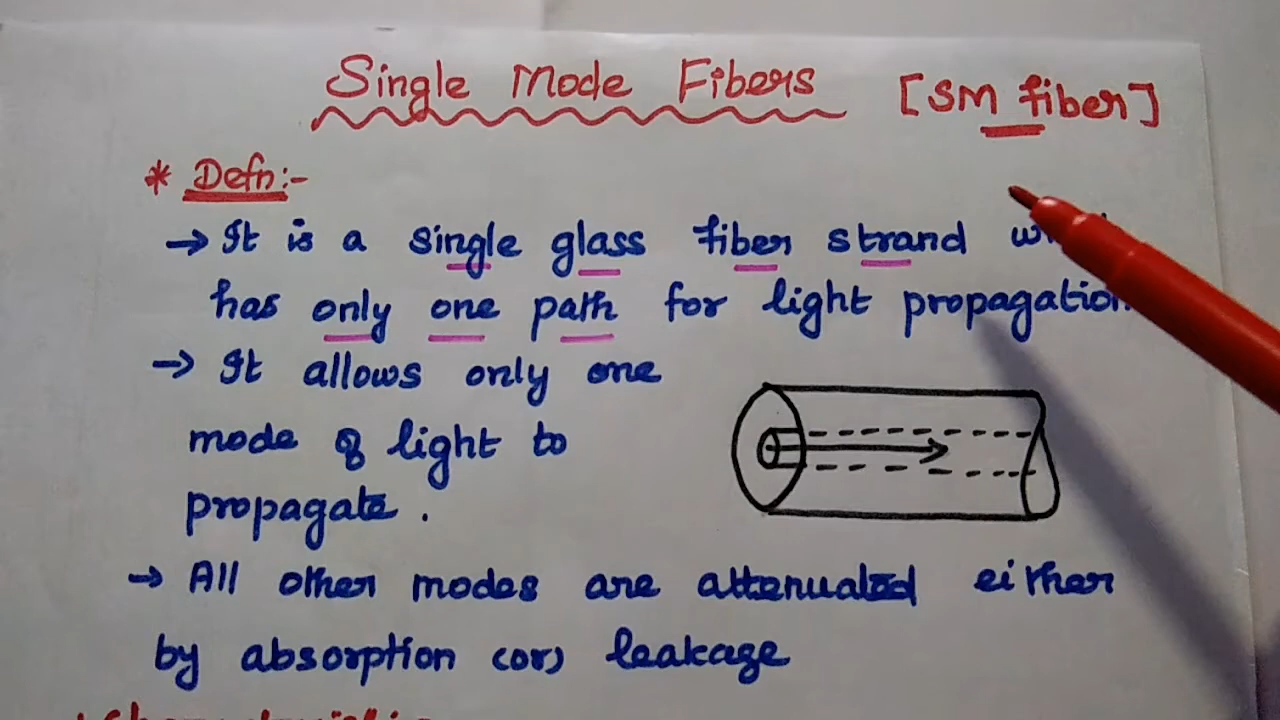 Single Mode Fibers [SM fiber]
* Defn:-
→ It is a single glass fiber strand
has only one path for light propagation
→ It allows only one
mode of light to
propagate.
→ All other modes are attenuated either
by absorption (or) leakage